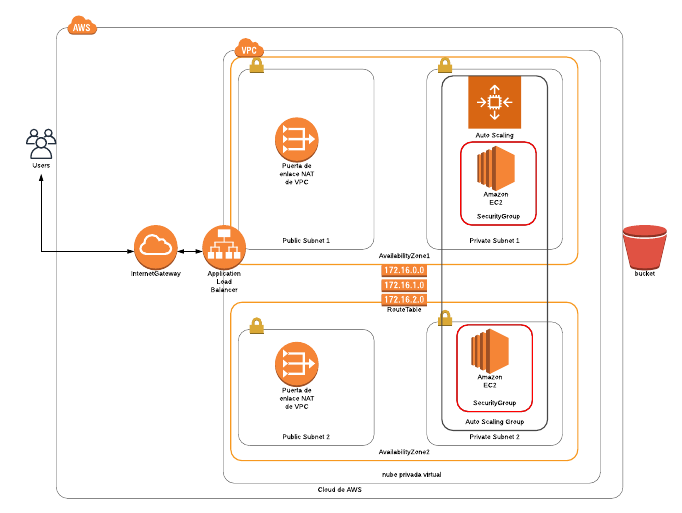 AWS
VPC
Users
InternetGateway
Application
Load
Balancer
Puerta de
enlace NAT
de VPC
Public Subnet 1
Auto Scaling
Amazon
EC2
SecurityGroup
Private Subnet 1
AvailabilityZone1
172.16.0.0
172.16.1.0
172.16.2.0
RouteTable
bucket
Puerta de
enlace NAT
de VPC
Public Subnet 2
Amazon
EC2
SecurityGroup
Auto Scaling Group
Private Subnet 2
AvailabilityZone2
nube privada virtual
Cloud de AWS